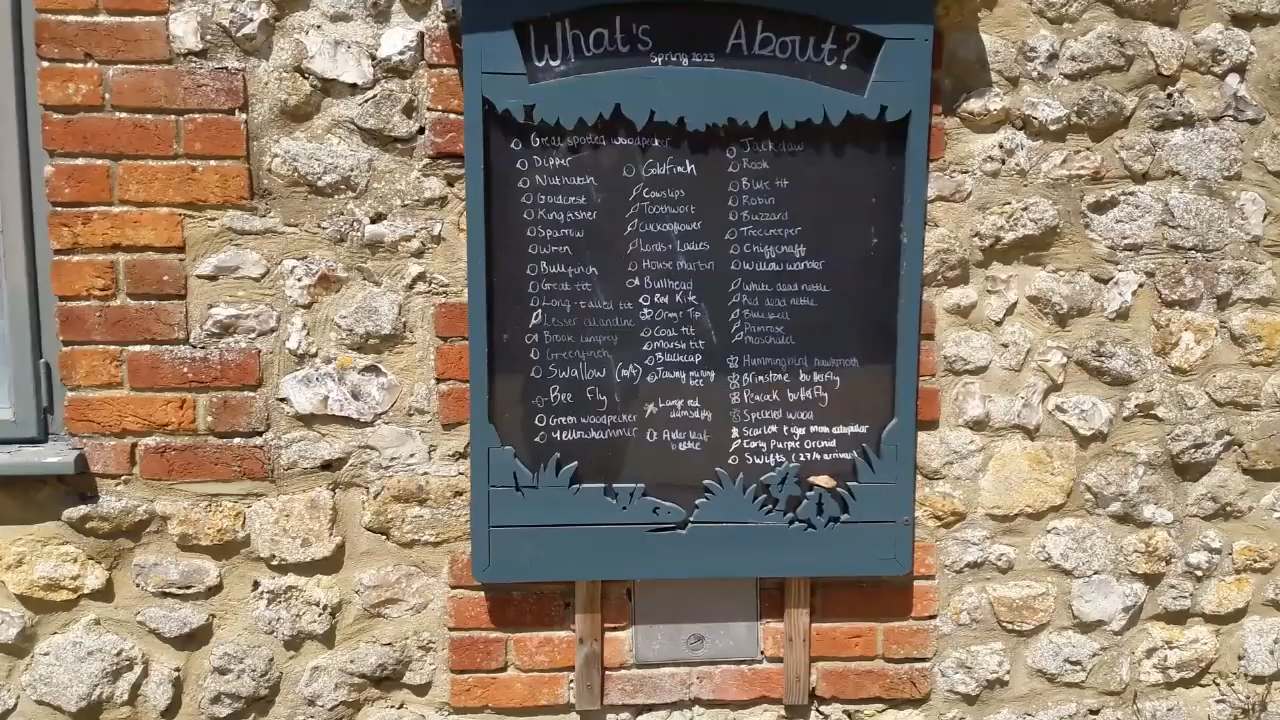 What's About?
Spring 2023
Great spotted woodpecker
Dipper
Nuthatch
Goldcrest
Kingfisher
Sparrow
Wren
Bullfinch
Great tit
Long-tailed tit
Lesser celandine
Brook lamprey
Greenfinch
Swallow
Bee Fly
Green woodpecker
Yellowhammer
Goldfinch
Cowslips
Toothwort
Cuckooflower
Lords + Ladies
House martin
Bullhead
Red Kite
Orange Tip
Coal tit
Marsh tit
Blackcap
Tawny mining
bee
Large red
damselfly
Alder leaf
beetle
Jackdaw
Rook
Blue tit
Robin
Buzzard
Treecreeper
Chiffchaff
Willow warbler
White dead nettle
Red dead nettle
Bluebell
Primrose
Moschatel
Hummingbird hawkmoth
Brimstone butterfly
Peacock butterfly
Speckled wood
Scarlet tiger moth caterpillar
Early Purple Orchid
Swifts (27/4 arrival)